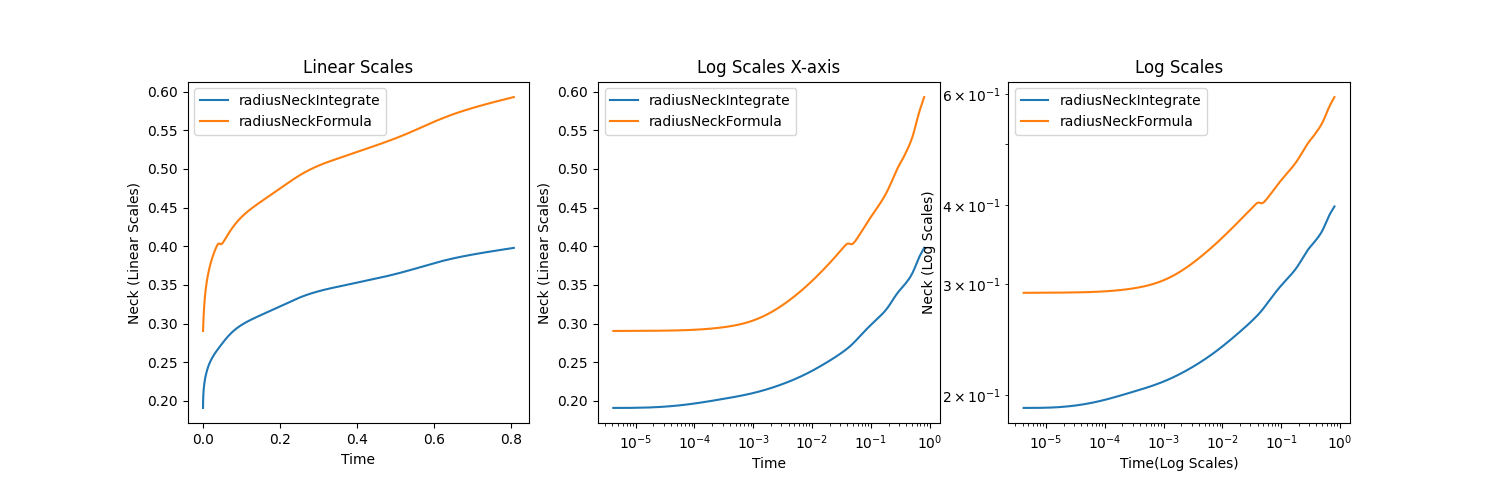 Linear Scales
radiusNeckIntegrate
radiusNeckFormula
Neck (Linear Scales)
0.60
0.55
0.50
0.45
0.40
0.35
0.30
0.25
0.20
0.0 0.2 0.4 0.6 0.8
Time
Log Scales X-axis
radiusNeckIntegrate
radiusNeckFormula
Neck (Linear Scales)
0.60
0.55
0.50
0.45
0.40
0.35
0.30
0.25
0.20
10⁻⁵ 10⁻⁴ 10⁻³ 10⁻² 10⁻¹ 10⁰
Time
Log Scales
radiusNeckIntegrate
radiusNeckFormula
Neck (Log Scales)
6 × 10⁻¹
4 × 10⁻¹
3 × 10⁻¹
2 × 10⁻¹
10⁻⁵ 10⁻⁴ 10⁻³ 10⁻² 10⁻¹ 10⁰
Time(Log Scales)